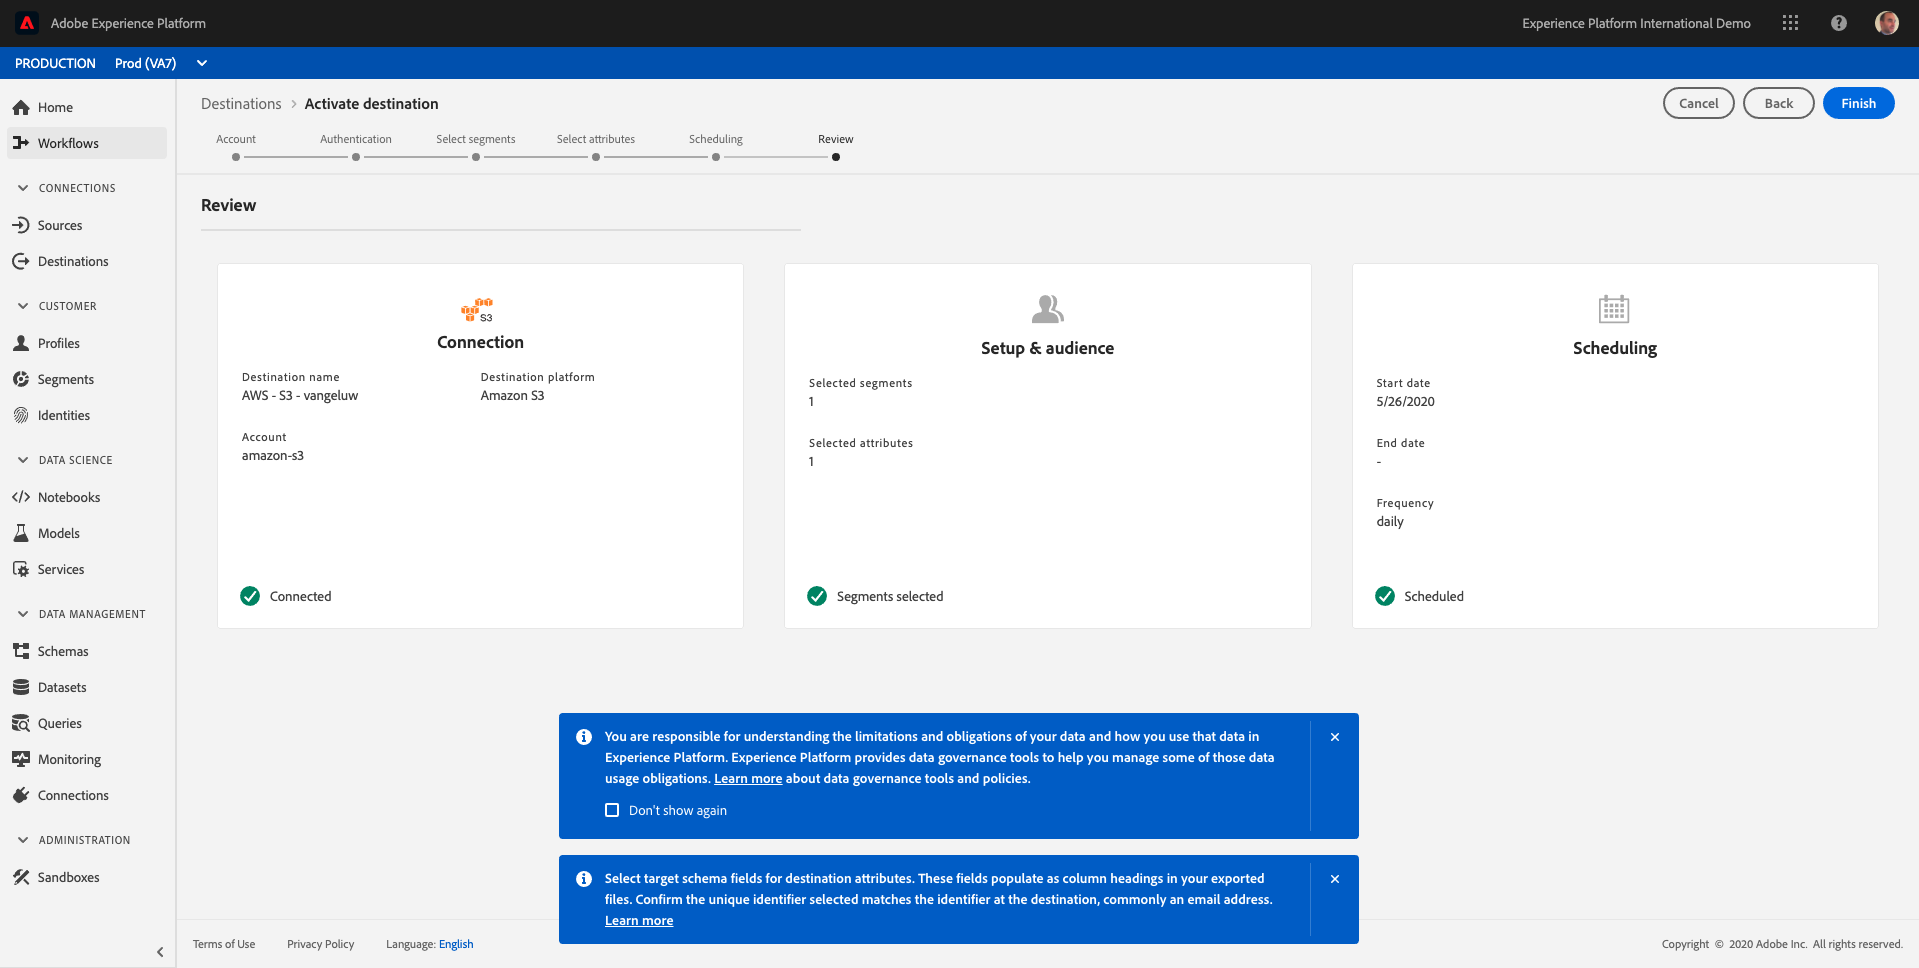 Adobe Experience Platform
Experience Platform International Demo
PRODUCTION Prod (VA7)
Home
Workflows
CONNECTIONS
Sources
Destinations
CUSTOMER
Profiles
Segments
Identities
DATA SCIENCE
Notebooks
Models
Services
DATA MANAGEMENT
Schemas
Datasets
Queries
Monitoring
Connections
ADMINISTRATION
Sandboxes
Destinations > Activate destination
Cancel
Back
Finish
Account
Authentication
Select segments
Select attributes
Scheduling
Review
Review
S3
Connection
Destination name
AWS - S3 - vangeluw
Destination platform
Amazon S3
Account
amazon-s3
Connected
Setup & audience
Selected segments
1
Selected attributes
1
Segments selected
Scheduling
Start date
5/26/2020
End date
-
Frequency
daily
Scheduled
You are responsible for understanding the limitations and obligations of your data and how you use that data in
Experience Platform. Experience Platform provides data governance tools to help you manage some of those data
usage obligations. Learn more about data governance tools and policies.
Don't show again
Select target schema fields for destination attributes. These fields populate as column headings in your exported
files. Confirm the unique identifier selected matches the identifier at the destination, commonly an email address.
Learn more
Terms of Use
Privacy Policy
Language: English
Copyright © 2020 Adobe Inc. All rights reserved.